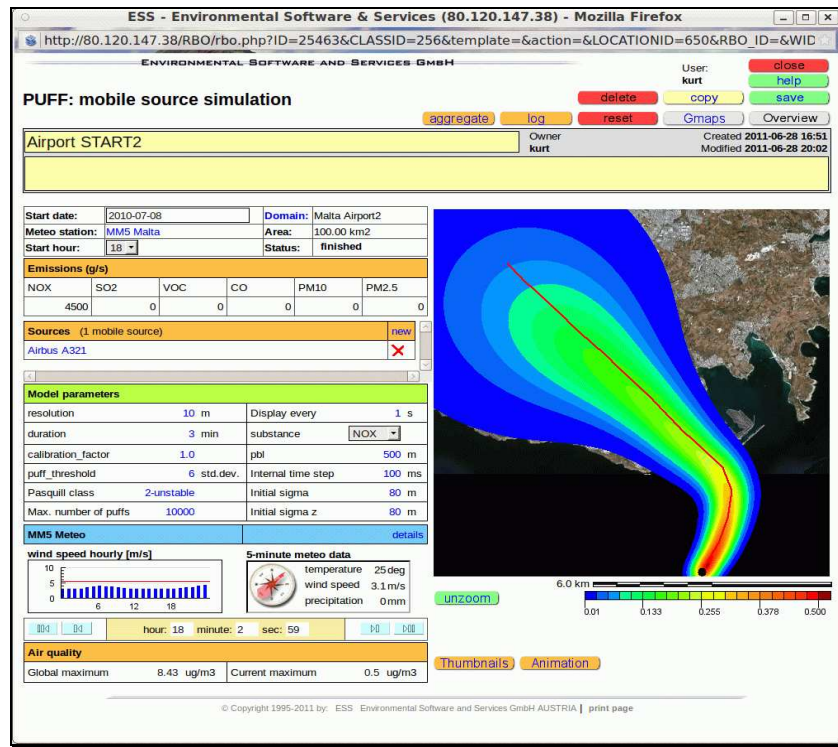 ESS - Environmental Software & Services (80.120.147.38) - Mozilla Firefox
http://80.120.147.38/RBO/rbo.php?ID=25463&CLASSID=256&template=&action=&LOCATIONID=650&RBO_ID=&WID
ENVIRONMENTAL SOFTWARE AND SERVICES GMBH
User: close
kurt help
PUFF: mobile source simulation
delete copy save
aggregate log reset Gmaps Overview
Airport START2
Owner Created 2011-06-28 16:51
kurt Modified 2011-06-28 20:02
Start date: 2010-07-08 Domain: Malta Airport2
Meteo station: MM5 Malta Area: 100.00 km2
Start hour: 18 Status: finished
Emissions (g/s)
NOX SO2 VOC CO PM10 PM2.5
4500 0 0 0 0 0
Sources (1 mobile source) new
Airbus A321
Model parameters
resolution 10 m Display every 1 s
duration 3 min substance NOX
calibration_factor 1.0 pbl 500 m
puff_threshold 6 std.dev. Internal time step 100 ms
Pasquill class 2-unstable Initial sigma 80 m
Max. number of puffs 10000 Initial sigma z 80 m
MM5 Meteo details
wind speed hourly [m/s] 5-minute meteo data
10
5
0
6 12 18
temperature 25 deg
wind speed 3.1 m/s
precipitation 0 mm
hour: 18 minute: 2 sec: 59
Air quality
Global maximum 8.43 ug/m3 Current maximum 0.5 ug/m3
unzoom 6.0 km
0.01 0.133 0.255 0.378 0.500
Thumbnails Animation
© Copyright 1995-2011 by: ESS Environmental Software and Services GmbH AUSTRIA | print page